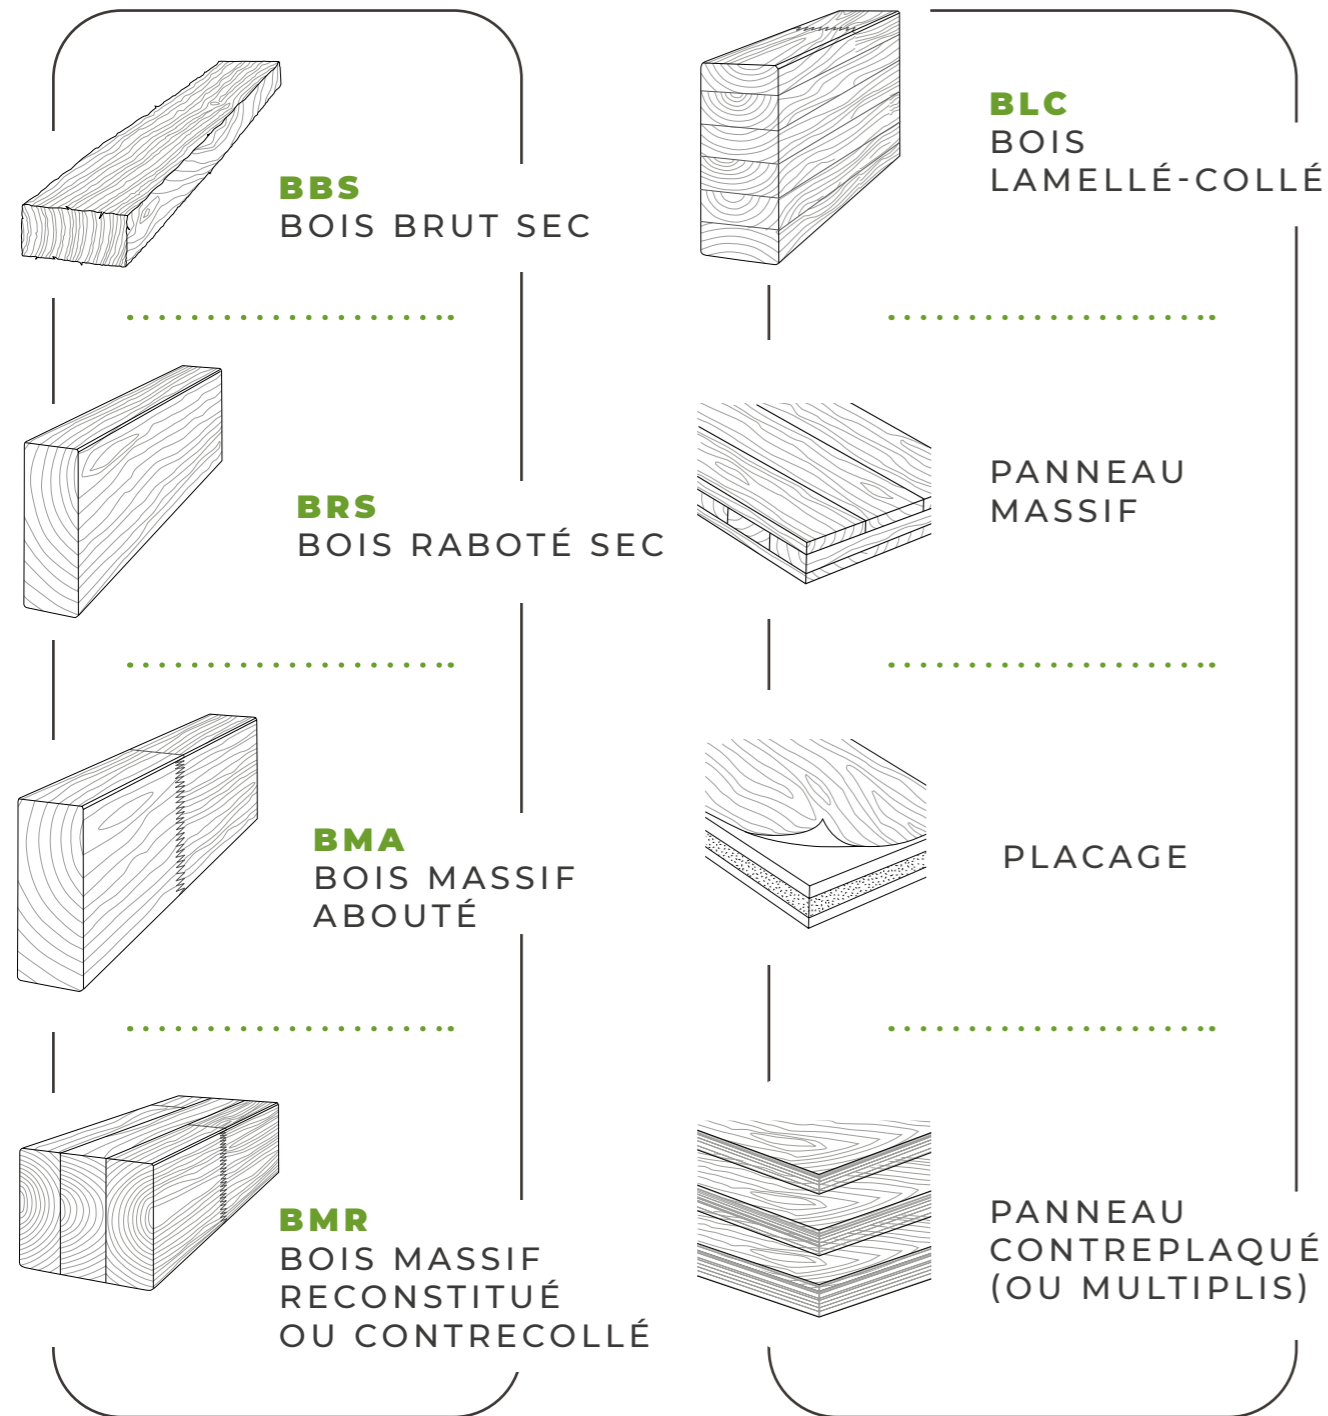 BBS
BOIS BRUT SEC
BRS
BOIS RABOTÉ SEC
BMA
BOIS MASSIF
ABOUTÉ
BMR
BOIS MASSIF
RECONSTITUÉ
OU CONTRECOLLÉ
BLC
BOIS
LAMELLÉ-COLLÉ
PANNEAU
MASSIF
PLACAGE
PANNEAU
CONTREPLAQUÉ
(OU MULTIPLIS)